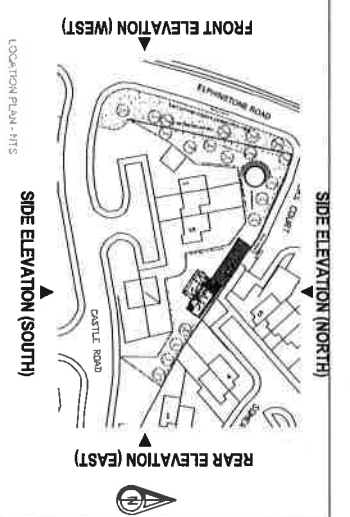 FRONT ELEVATION (WEST)
SIDE ELEVATION (NORTH)
ELPHINSTONE ROAD
COURT
CASTLE ROAD
SIDE ELEVATION (SOUTH)
REAR ELEVATION (EAST)
LOCATION PLAN - NTS
N